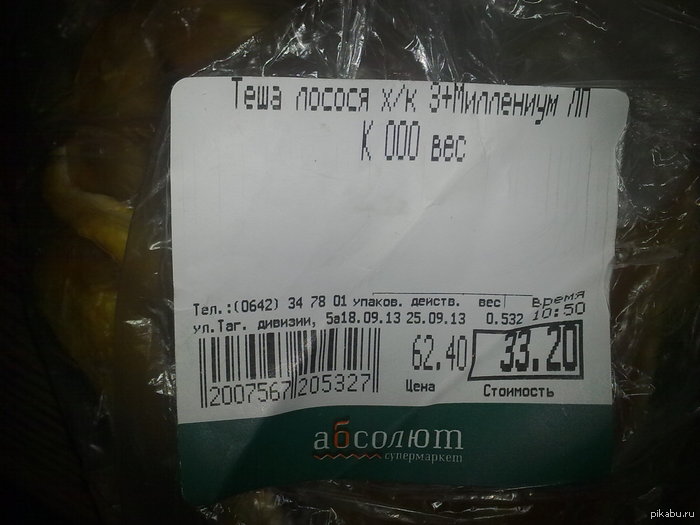 Теша лосося х/к 3+Миллениум ЛП
К 000 вес
Тел.:(0642) 34 78 01 упаков. действ. вес время
ул.Таг. дивизии, 5а18.09.13 25.09.13 0.532 10:50
62.40 33.20
2007567 205327
Цена Стоимость
абсолют
супермаркет
pikabu.ru